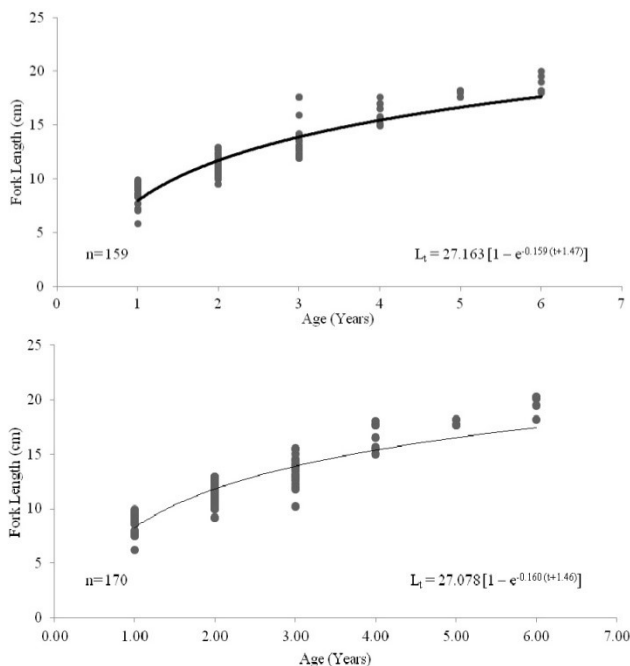 25
20
15
10
5
0
Fork Length (cm)
n=159
L_t = 27.163 [1 – e^-0.159 (t+1.47)]
0 1 2 3 4 5 6 7
Age (Years)
25
20
15
10
5
0
Fork Length (cm)
n=170
L_t = 27.078 [1 – e^-0.160 (t+1.46)]
0.00 1.00 2.00 3.00 4.00 5.00 6.00 7.00
Age (Years)